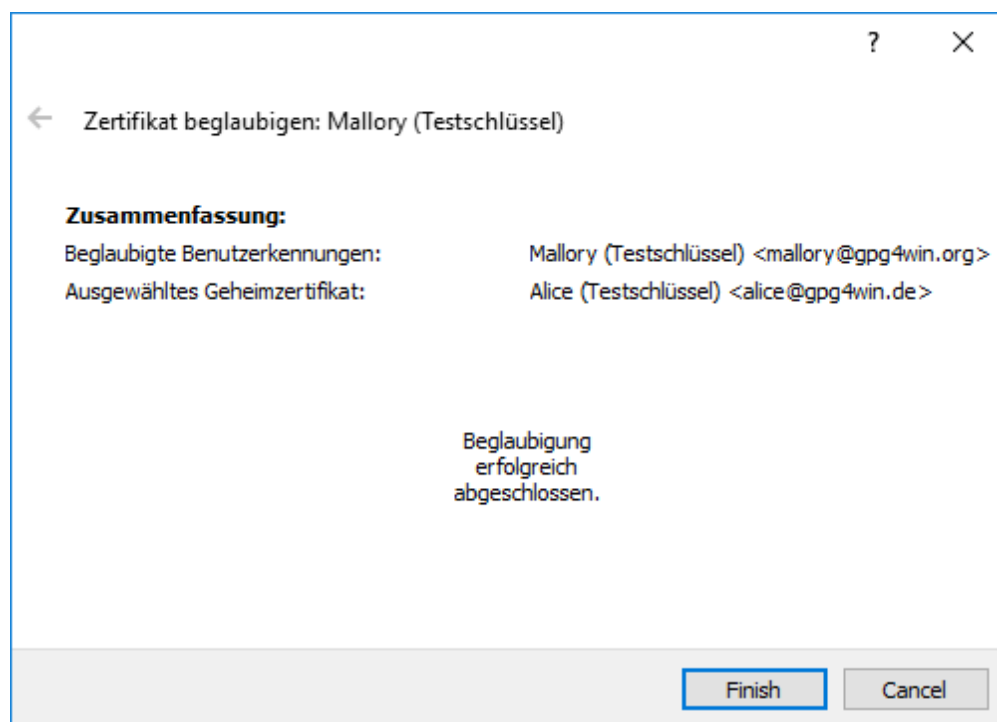 ?
Zertifikat beglaubigen: Mallory (Testschlüssel)
Zusammenfassung:
Beglaubigte Benutzerkennungen: Mallory (Testschlüssel) <mallory@gpg4win.org>
Ausgewähltes Geheimzertifikat: Alice (Testschlüssel) <alice@gpg4win.de>
Beglaubigung
erfolgreich
abgeschlossen.
Finish Cancel